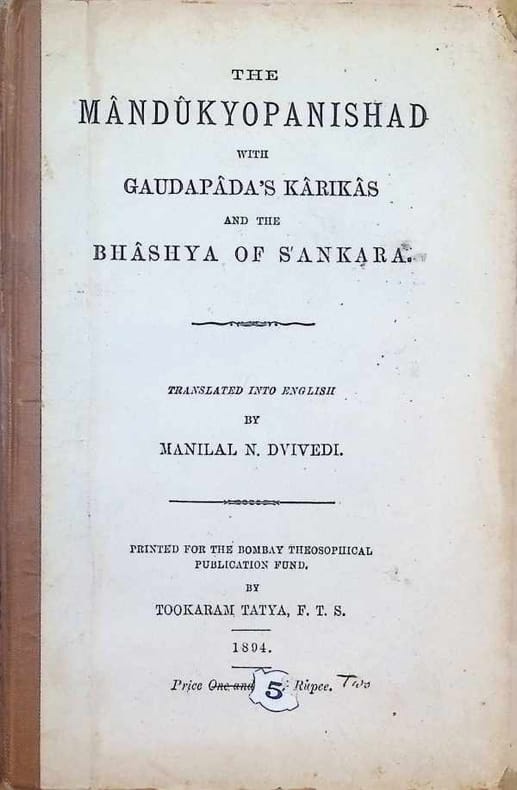 THE
MÂNDÛKYOPANISHAD
WITH
GAUDAPÂDA'S KÂRIKÂS
AND THE
BHÂSHYA OF S'ANKARA.
TRANSLATED INTO ENGLISH
BY
MANILAL N. DVIVEDI.
PRINTED FOR THE BOMBAY THEOSOPHICAL
PUBLICATION FUND.
BY
TOOKARAM TATYA, F. T. S.
1894.
Price One and 5 Rupee. Two